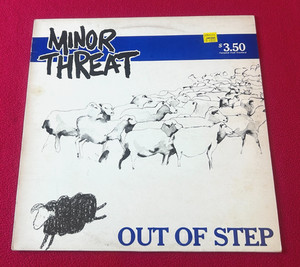 MINOR
THREAT
$3.50
OUT OF STEP